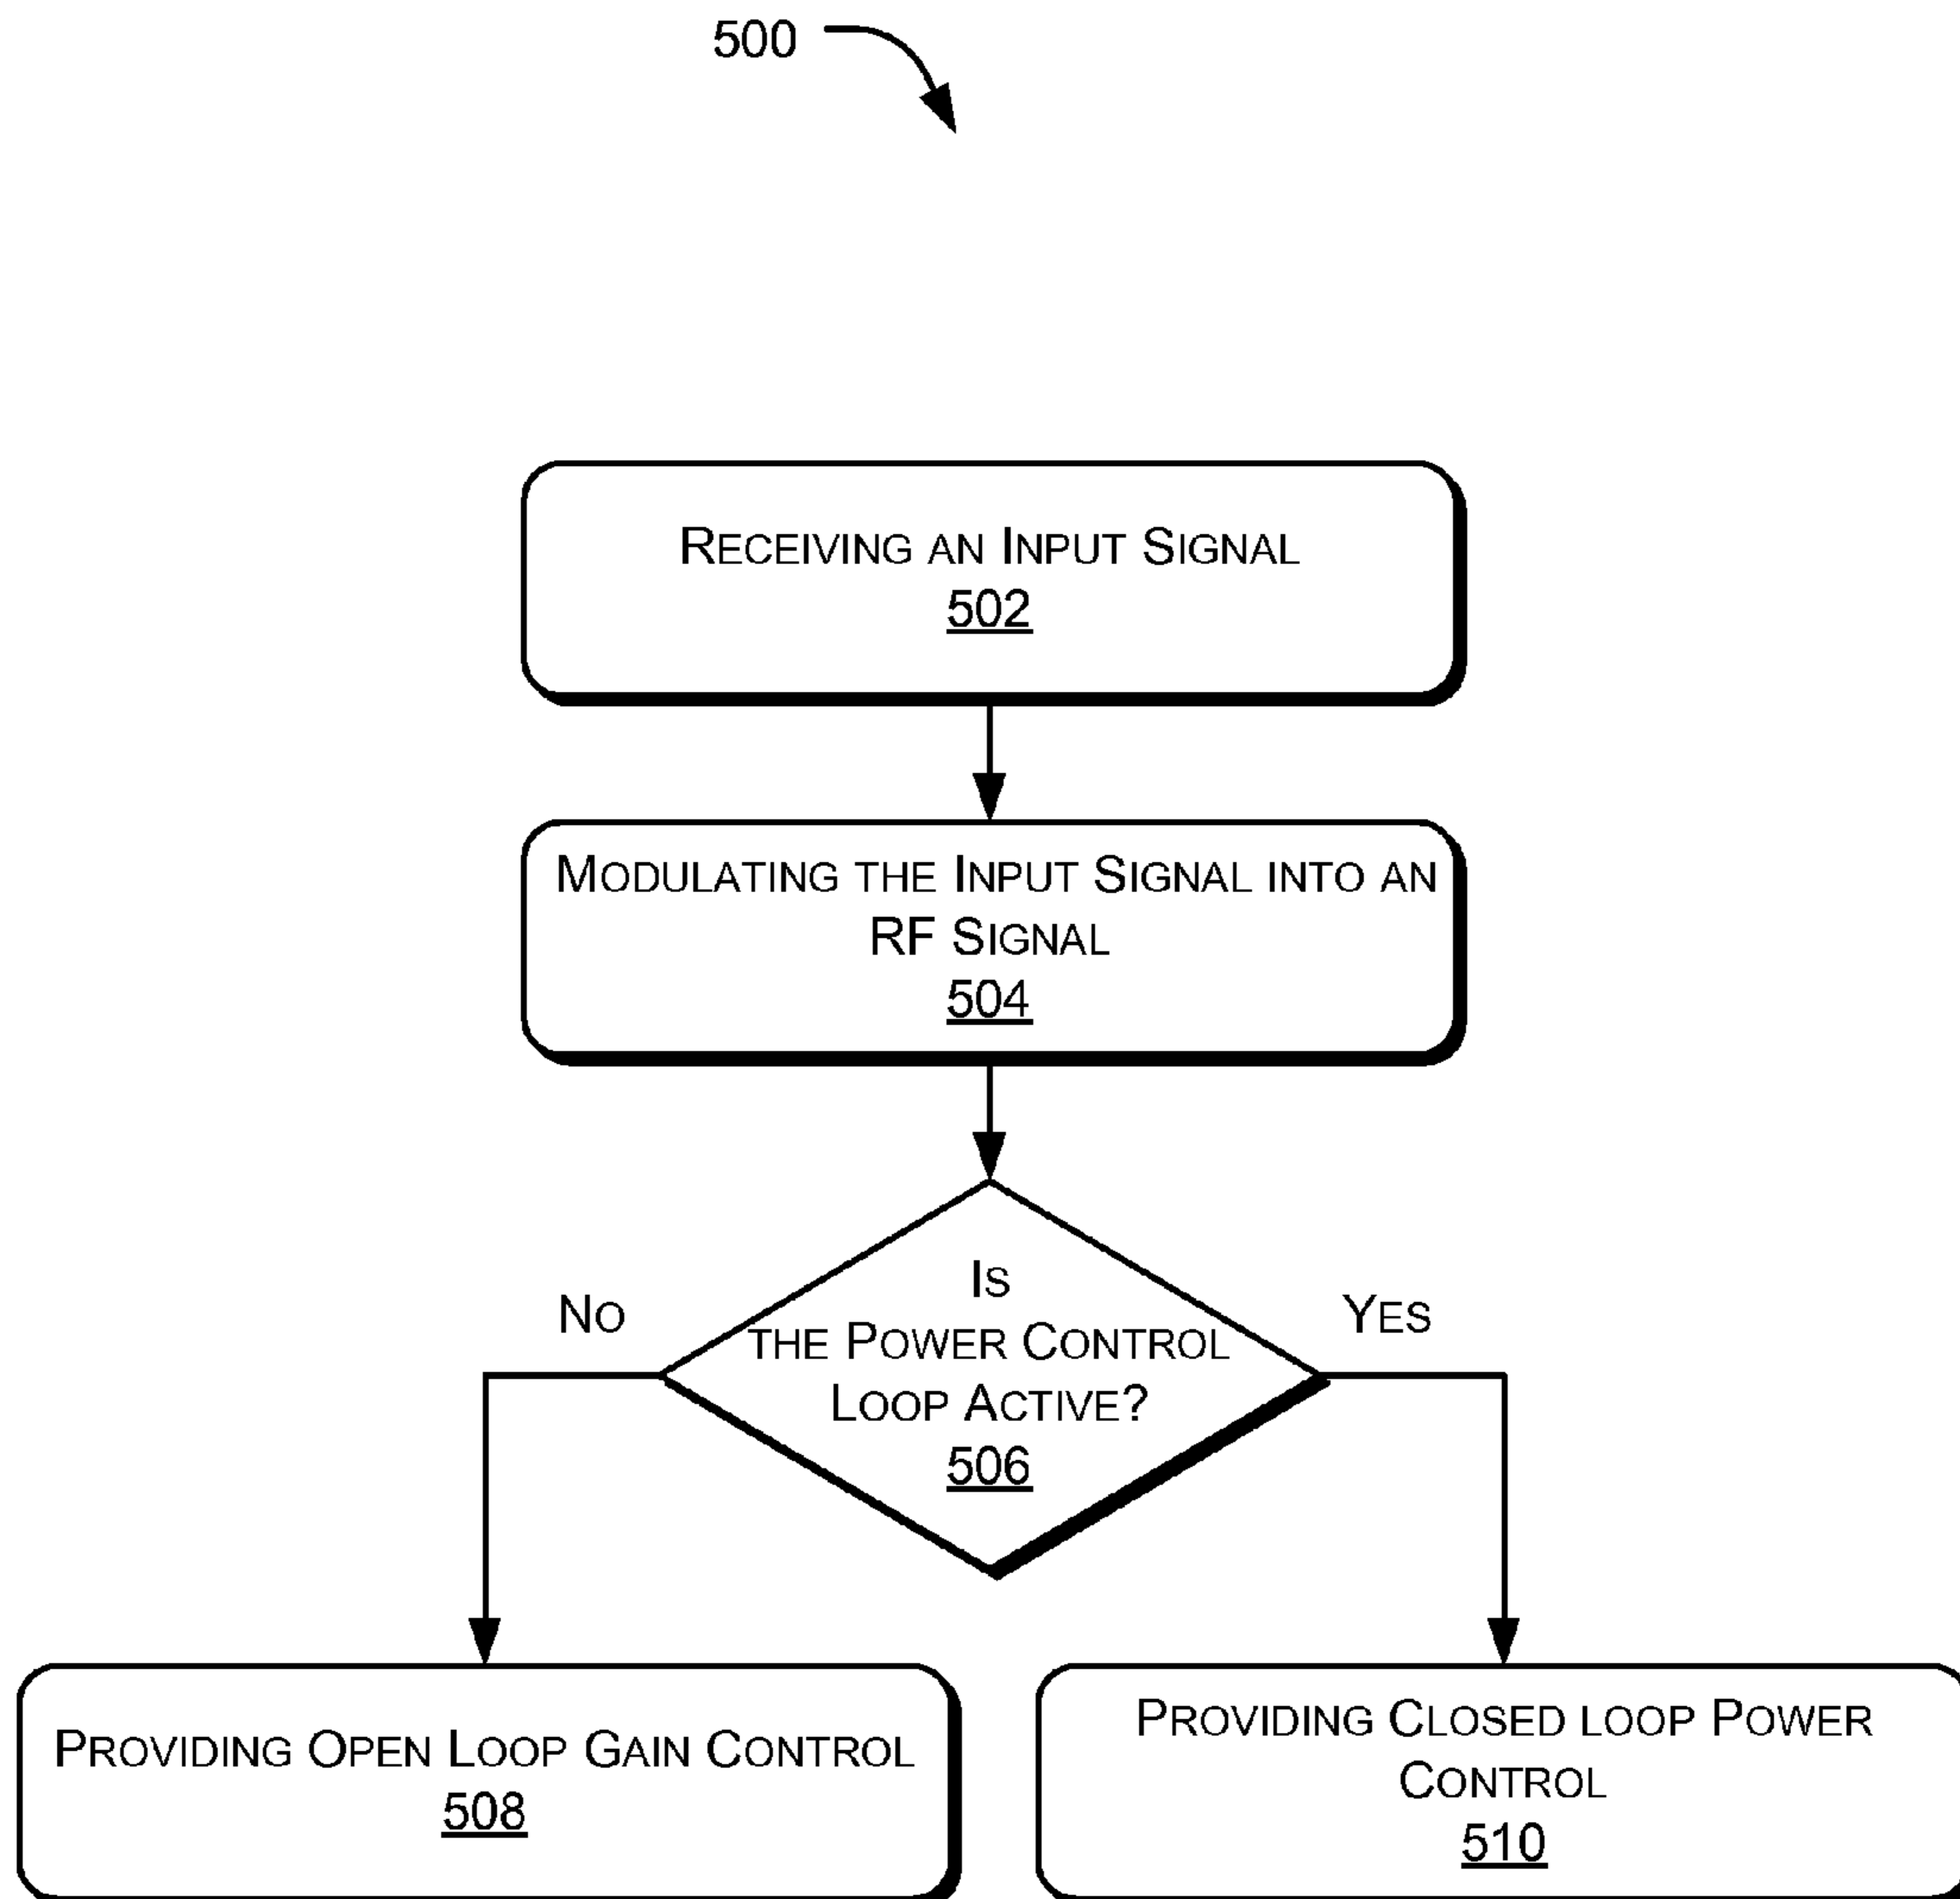 500
RECEIVING AN INPUT SIGNAL
502
MODULATING THE INPUT SIGNAL INTO AN
RF SIGNAL
504
IS
THE POWER CONTROL
LOOP ACTIVE?
506
NO
YES
PROVIDING OPEN LOOP GAIN CONTROL
508
PROVIDING CLOSED LOOP POWER
CONTROL
510